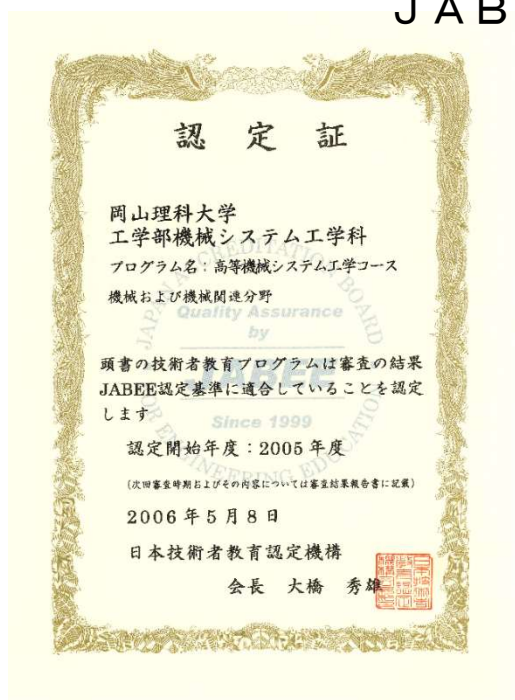 JAB
認定証
岡山理科大学
工学部機械システム工学科
プログラム名：高等機械システム工学コース
機械および機械関連分野
JAPAN ACCREDITATION BOARD FOR ENGINEERING EDUCATION
Quality Assurance
by
JABEE
Since 1999
頭書の技術者教育プログラムは審査の結果
JABEE認定基準に適合していることを認定
します
認定開始年度：2005年度
(次回審査時期およびその内容については審査結果報告書に記載)
2006年5月8日
日本技術者教育認定機構
会長 大橋 秀雄